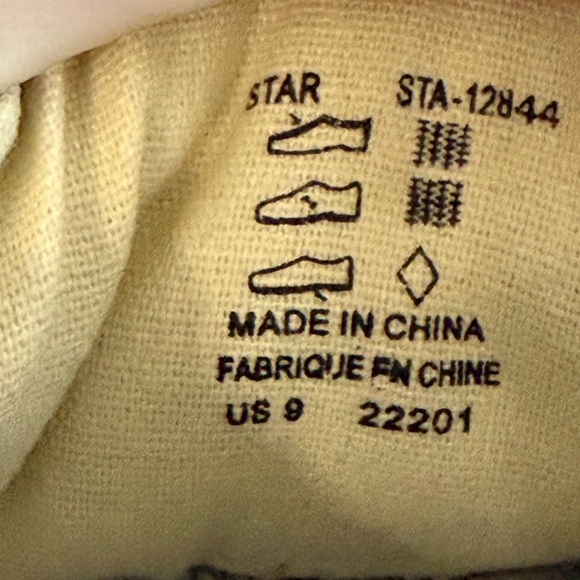 STAR STA-12844
MADE IN CHINA
FABRIQUE EN CHINE
US 9 22201